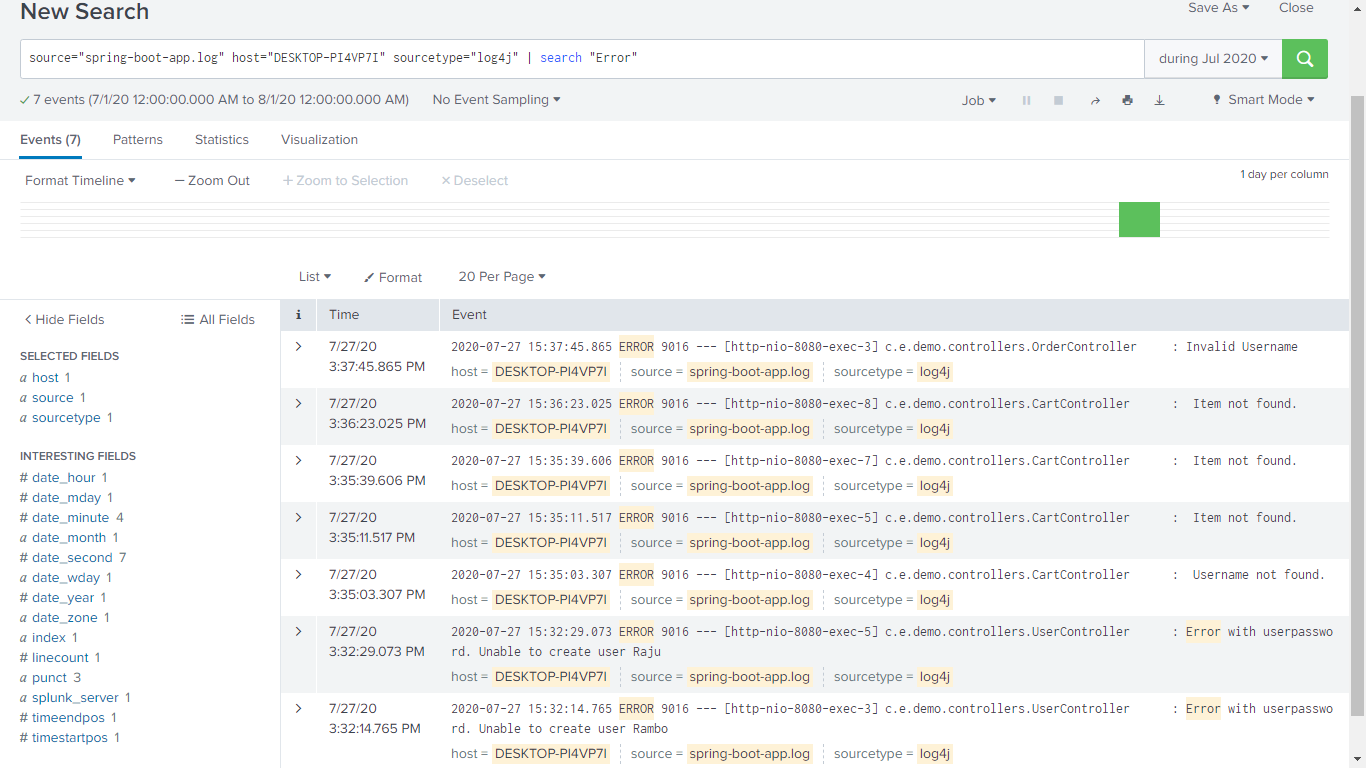 New Search
Save As
Close
source="spring-boot-app.log" host="DESKTOP-PI4VP7I" sourcetype="log4j" | search "Error"
during Jul 2020
7 events (7/1/20 12:00:00.000 AM to 8/1/20 12:00:00.000 AM)
No Event Sampling
Job
Smart Mode
Events (7)
Patterns
Statistics
Visualization
Format Timeline
— Zoom Out
+ Zoom to Selection
× Deselect
1 day per column
List
Format
20 Per Page
< Hide Fields
All Fields
SELECTED FIELDS
a host 1
a source 1
a sourcetype 1
INTERESTING FIELDS
# date_hour 1
# date_mday 1
# date_minute 4
a date_month 1
# date_second 7
a date_wday 1
# date_year 1
a date_zone 1
a index 1
# linecount 1
a punct 3
a splunk_server 1
# timeendpos 1
# timestartpos 1
i
Time
Event
7/27/20
3:37:45.865 PM
2020-07-27 15:37:45.865 ERROR 9016 --- [http-nio-8080-exec-3] c.e.demo.controllers.OrderController : Invalid Username
host = DESKTOP-PI4VP7I source = spring-boot-app.log sourcetype = log4j
7/27/20
3:36:23.025 PM
2020-07-27 15:36:23.025 ERROR 9016 --- [http-nio-8080-exec-8] c.e.demo.controllers.CartController : Item not found.
host = DESKTOP-PI4VP7I source = spring-boot-app.log sourcetype = log4j
7/27/20
3:35:39.606 PM
2020-07-27 15:35:39.606 ERROR 9016 --- [http-nio-8080-exec-7] c.e.demo.controllers.CartController : Item not found.
host = DESKTOP-PI4VP7I source = spring-boot-app.log sourcetype = log4j
7/27/20
3:35:11.517 PM
2020-07-27 15:35:11.517 ERROR 9016 --- [http-nio-8080-exec-5] c.e.demo.controllers.CartController : Item not found.
host = DESKTOP-PI4VP7I source = spring-boot-app.log sourcetype = log4j
7/27/20
3:35:03.307 PM
2020-07-27 15:35:03.307 ERROR 9016 --- [http-nio-8080-exec-4] c.e.demo.controllers.CartController : Username not found.
host = DESKTOP-PI4VP7I source = spring-boot-app.log sourcetype = log4j
7/27/20
3:32:29.073 PM
2020-07-27 15:32:29.073 ERROR 9016 --- [http-nio-8080-exec-5] c.e.demo.controllers.UserController : Error with userpasswo
rd. Unable to create user Raju
host = DESKTOP-PI4VP7I source = spring-boot-app.log sourcetype = log4j
7/27/20
3:32:14.765 PM
2020-07-27 15:32:14.765 ERROR 9016 --- [http-nio-8080-exec-3] c.e.demo.controllers.UserController : Error with userpasswo
rd. Unable to create user Rambo
host = DESKTOP-PI4VP7I source = spring-boot-app.log sourcetype = log4j